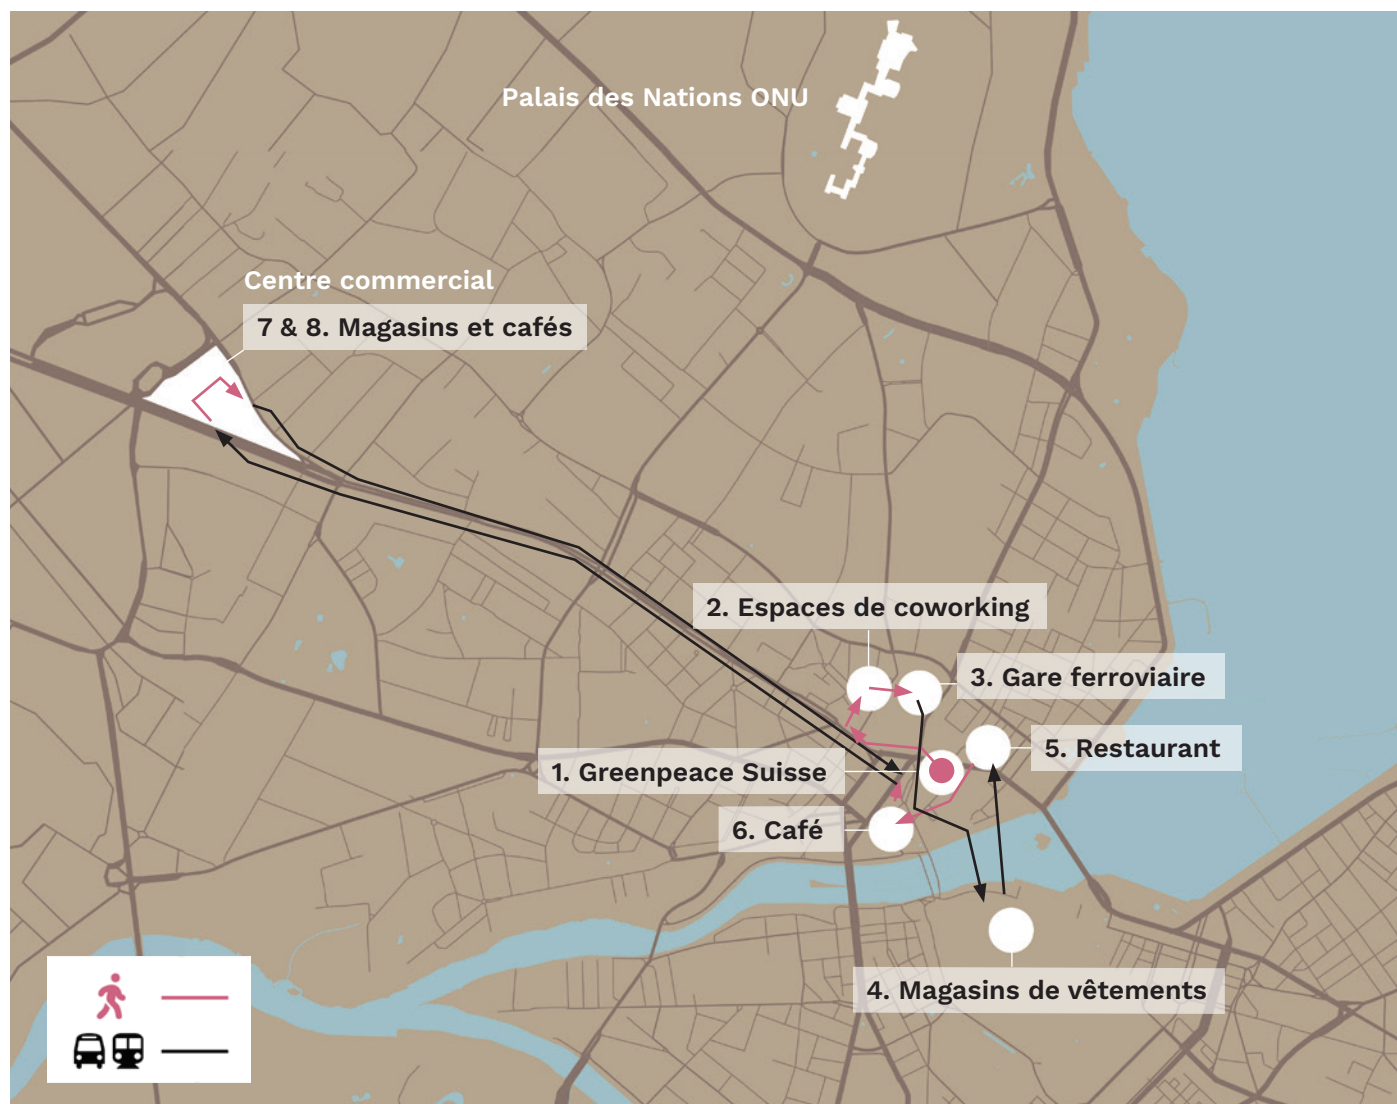 Palais des Nations ONU
Centre commercial
7 & 8. Magasins et cafés
2. Espaces de coworking
3. Gare ferroviaire
5. Restaurant
1. Greenpeace Suisse
6. Café
4. Magasins de vêtements